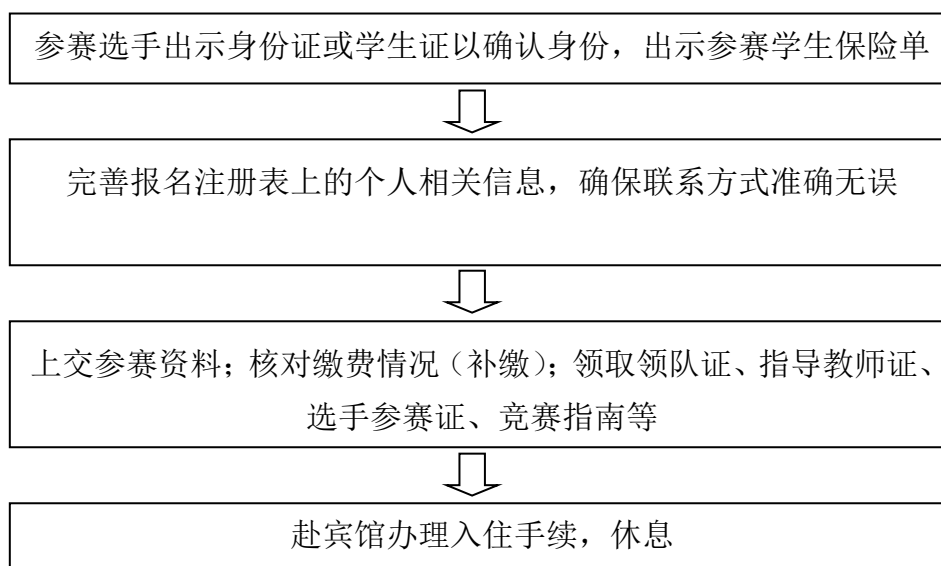 参赛选手出示身份证或学生证以确认身份，出示参赛学生保险单
完善报名注册表上的个人相关信息，确保联系方式准确无误
上交参赛资料；核对缴费情况（补缴）；领取领队证、指导教师证、
选手参赛证、竞赛指南等
赴宾馆办理入住手续，休息